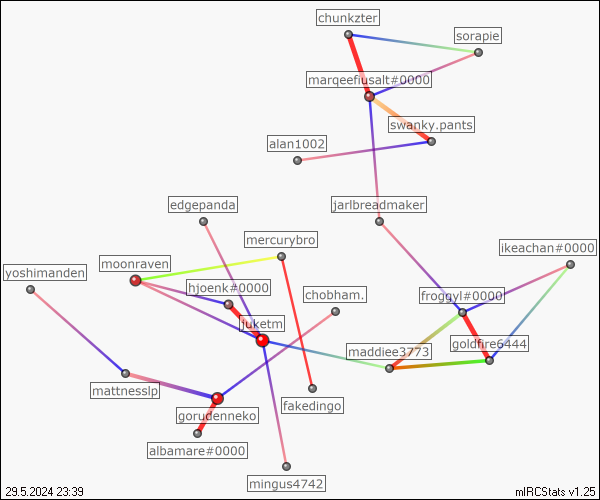 chunkzter
sorapie
marqeefiusalt#0000
swanky.pants
alan1002
edgepanda
jarlbreadmaker
mercurybro
ikeachan#0000
moonraven
yoshimanden
hjoenk#0000
chobham.
froggyl#0000
juketm
maddiee3773
goldfire6444
mattnesslp
gorudenneko
fakedingo
albamare#0000
mingus4742
29.5.2024 23:39
mIRCStats v1.25